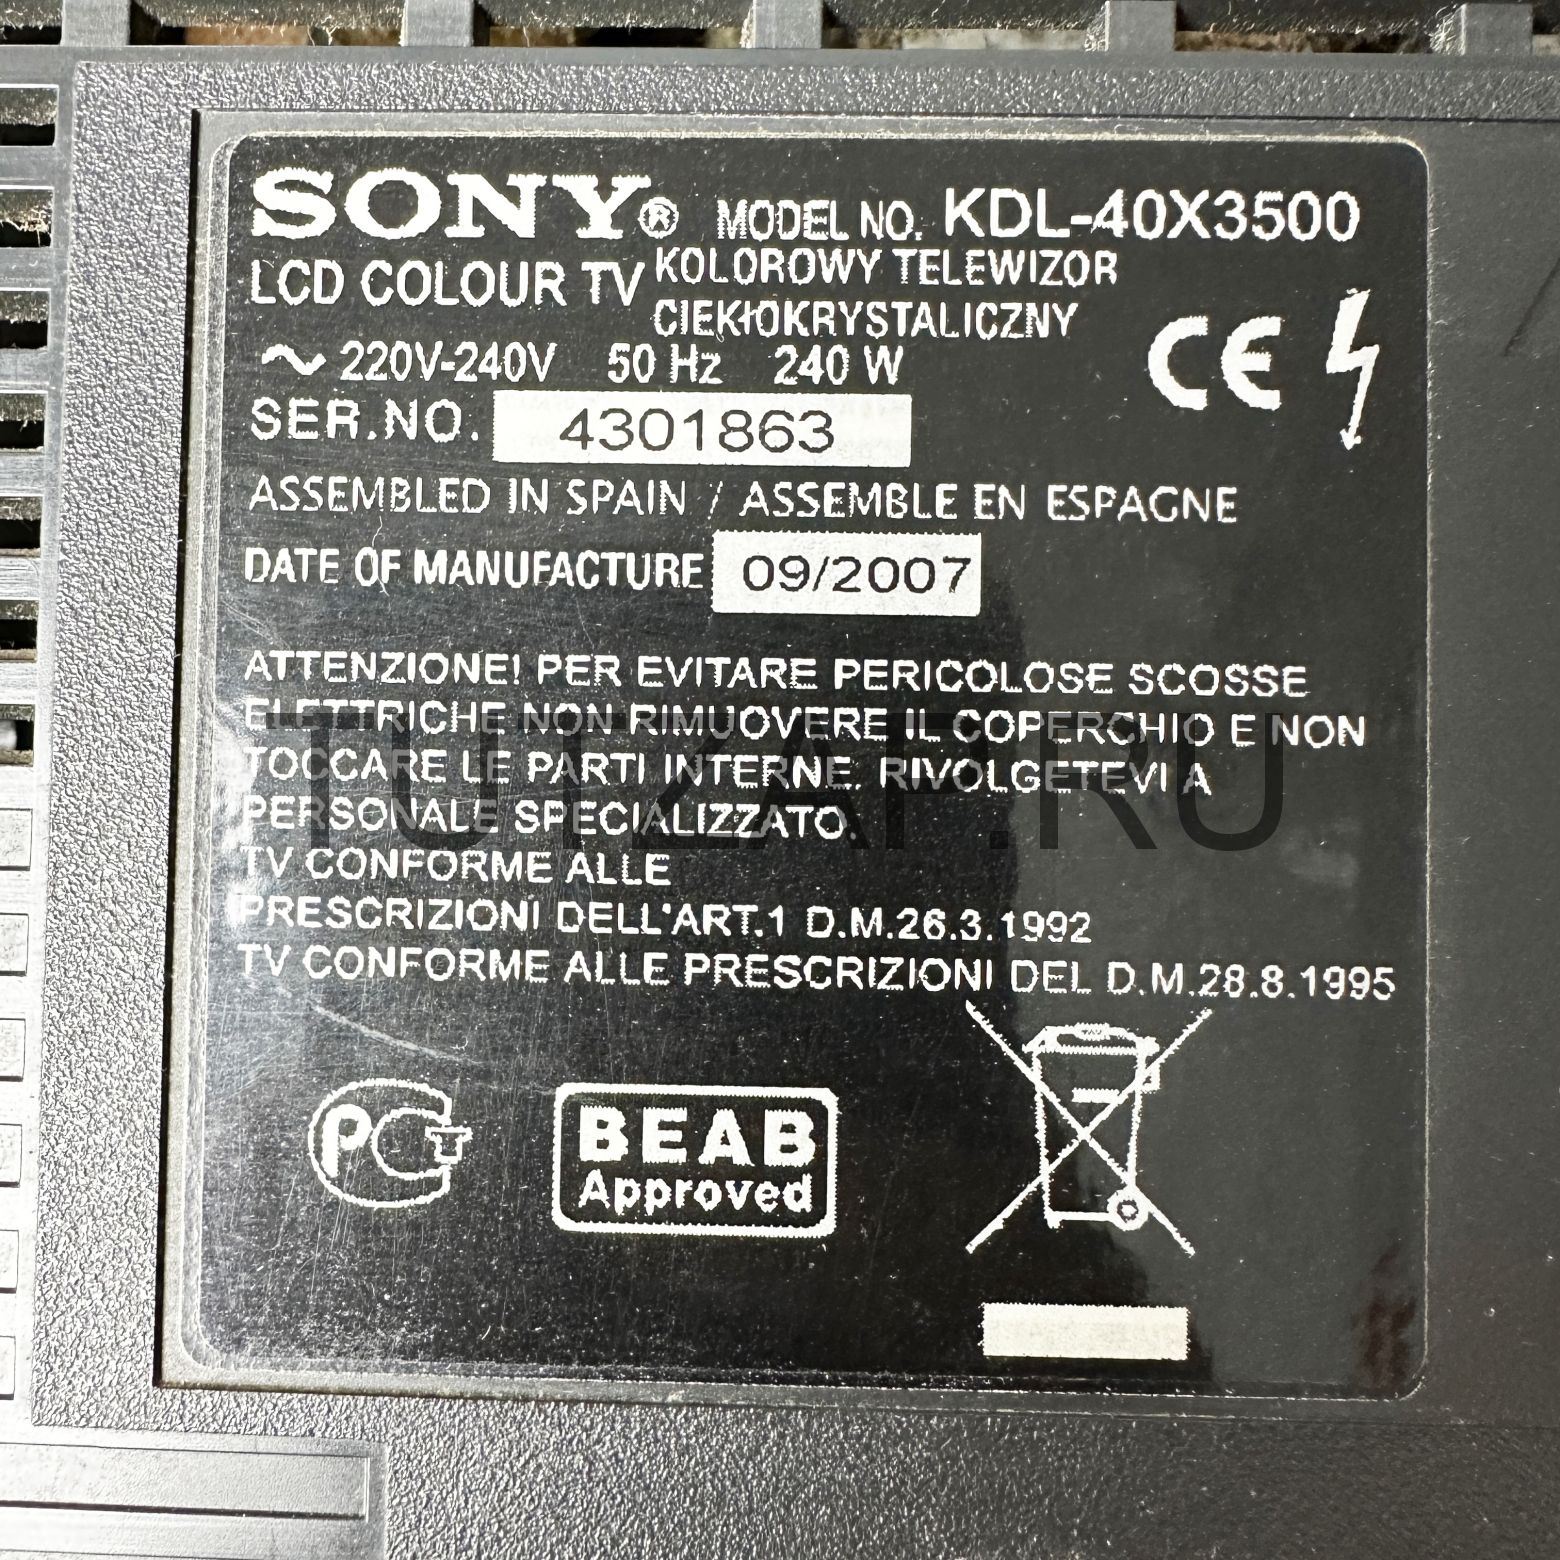 SONY® MODEL NO. KDL-40X3500
LCD COLOUR TV KOLOROWY TELEWIZOR
CIEKŁOKRYSTALICZNY
~ 220V-240V 50 Hz 240 W
CE
SER.NO. 4301863
ASSEMBLED IN SPAIN / ASSEMBLE EN ESPAGNE
DATE OF MANUFACTURE 09/2007
ATTENZIONE! PER EVITARE PERICOLOSE SCOSSE
ELETTRICHE NON RIMUOVERE IL COPERCHIO E NON
TOCCARE LE PARTI INTERNE. RIVOLGETEVI A
PERSONALE SPECIALIZZATO.
TV CONFORME ALLE
PRESCRIZIONI DELL'ART.1 D.M.26.3.1992
TV CONFORME ALLE PRESCRIZIONI DEL D.M.28.8.1995
TUTZAP.RU
PCT
BEAB
Approved